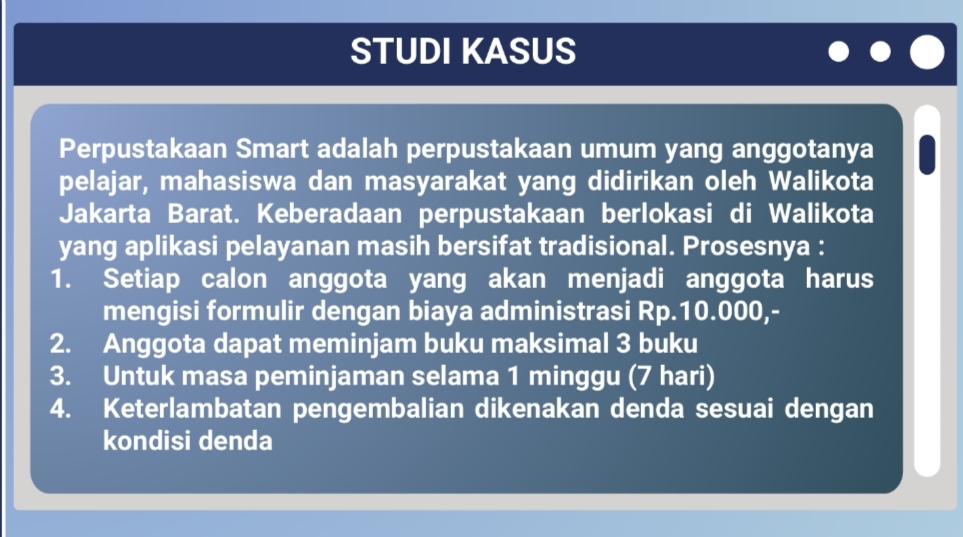 STUDI KASUS
Perpustakaan Smart adalah perpustakaan umum yang anggotanya
pelajar, mahasiswa dan masyarakat yang didirikan oleh Walikota
Jakarta Barat. Keberadaan perpustakaan berlokasi di Walikota
yang aplikasi pelayanan masih bersifat tradisional. Prosesnya :
1. Setiap calon anggota yang akan menjadi anggota harus
mengisi formulir dengan biaya administrasi Rp.10.000,-
2. Anggota dapat meminjam buku maksimal 3 buku
3. Untuk masa peminjaman selama 1 minggu (7 hari)
4. Keterlambatan pengembalian dikenakan denda sesuai dengan
kondisi denda